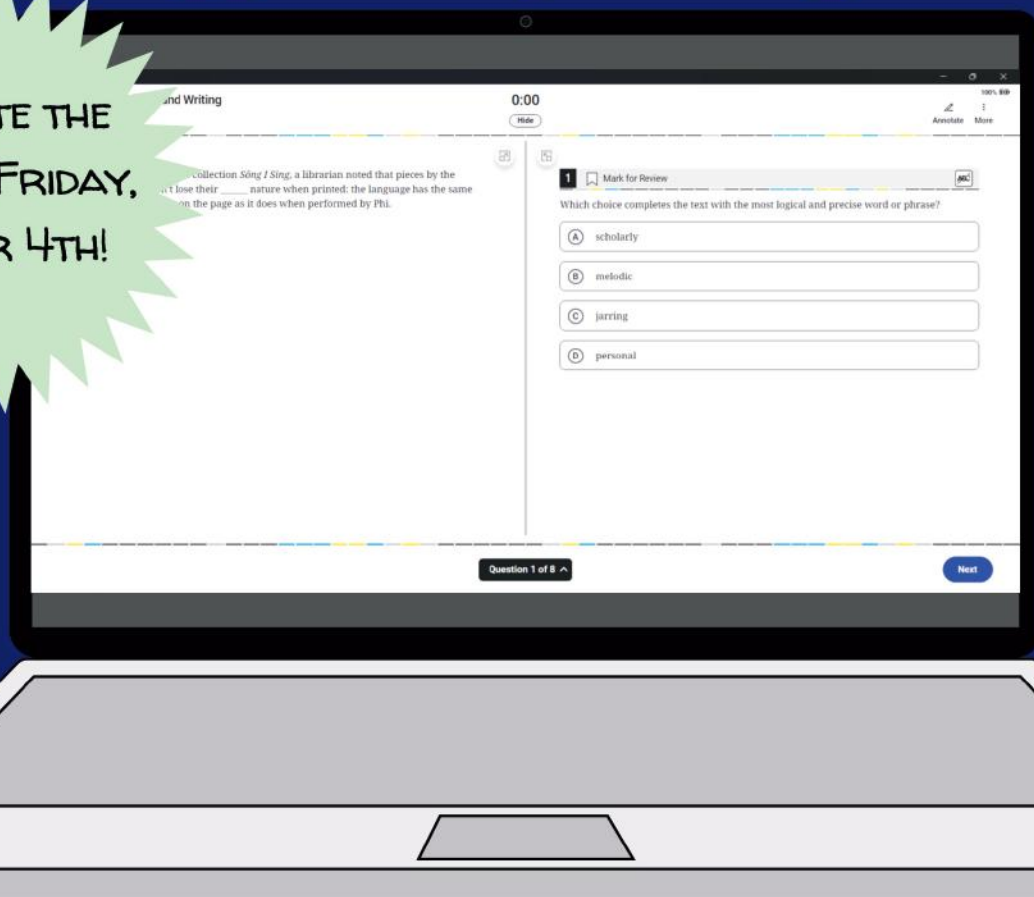 TE THE
FRIDAY,
R 4TH!
and Writing
0:00
Hide
100%
Annotate More
collection Sông I Sing, a librarian noted that pieces by the
lose their _____ nature when printed: the language has the same
on the page as it does when performed by Phi.
1 Mark for Review
ABC
Which choice completes the text with the most logical and precise word or phrase?
A scholarly
B melodic
C jarring
D personal
Question 1 of 8
Next